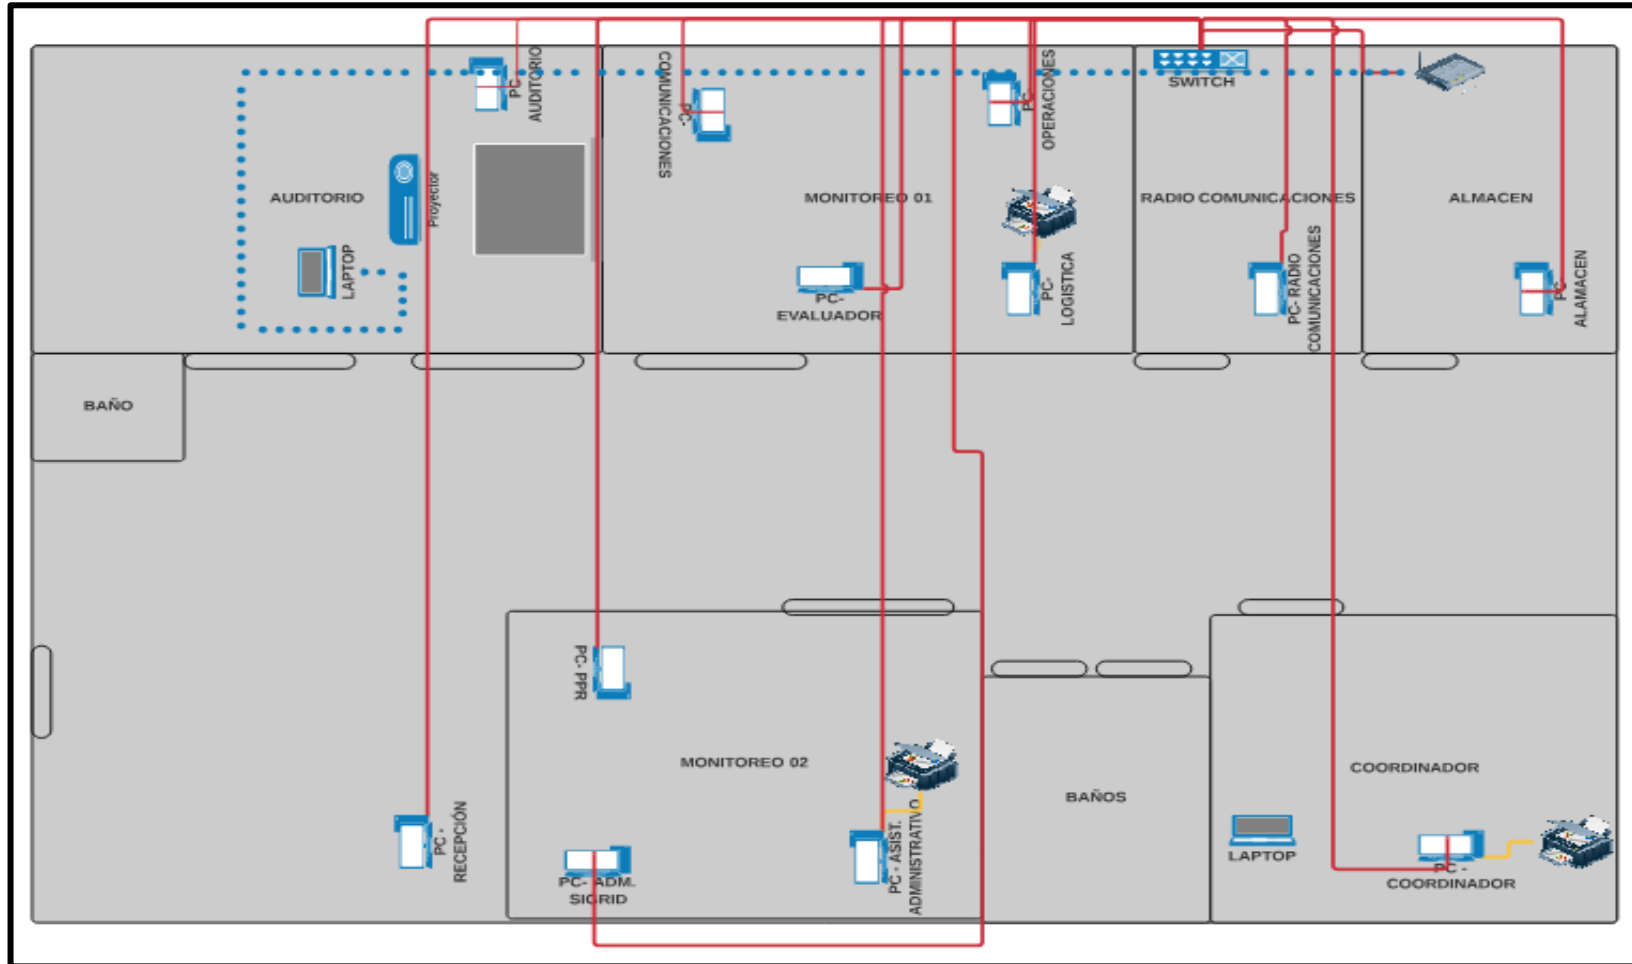 PC-
AUDITORIO
COMUNICACIONES
PC-
PC
OPERACIONES
SWITCH
AUDITORIO
Proyector
MONITOREO 01
RADIO COMUNICACIONES
ALMACEN
LAPTOP
PC-
EVALUADOR
PC-
LOGISTICA
PC- RADIO
COMUNICACIONES
PC
ALAMACEN
BAÑO
PC- PPR
MONITOREO 02
COORDINADOR
BAÑOS
PC -
RECEPCIÓN
PC- ADM.
SIGRID
PC - ASIST.
ADMINISTRATIVO
LAPTOP
PC -
COORDINADOR